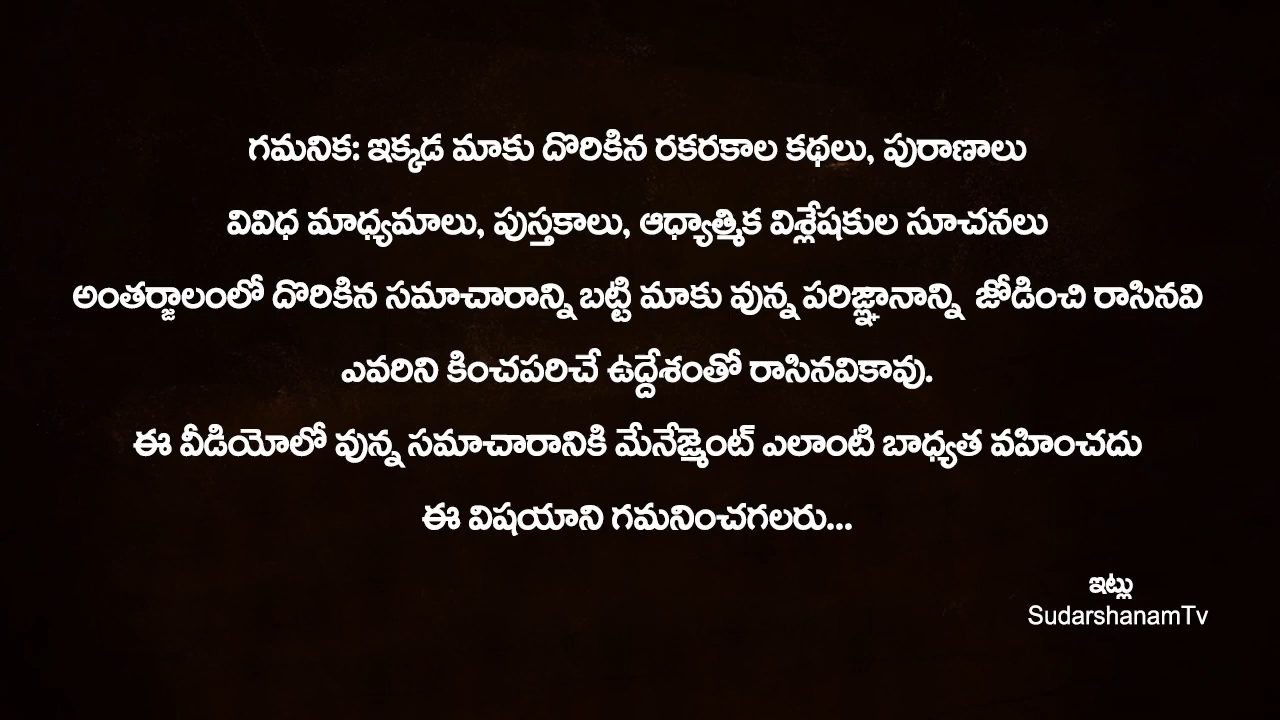 గమనిక: ఇక్కడ మాకు దొరికిన రకరకాల కథలు, పురాణాలు
వివిధ మాధ్యమాలు, పుస్తకాలు, ఆధ్యాత్మిక విశ్లేషకుల సూచనలు
అంతర్జాలంలో దొరికిన సమాచారాన్ని బట్టి మాకు వున్న పరిజ్ఞానాన్ని జోడించి రాసినవి
ఎవరిని కించపరిచే ఉద్దేశంతో రాసినవికావు.
ఈ వీడియోలో వున్న సమాచారానికి మేనేజ్మెంట్ ఎలాంటి బాధ్యత వహించదు
ఈ విషయాని గమనించగలరు...
ఇట్లు
SudarshanamTv